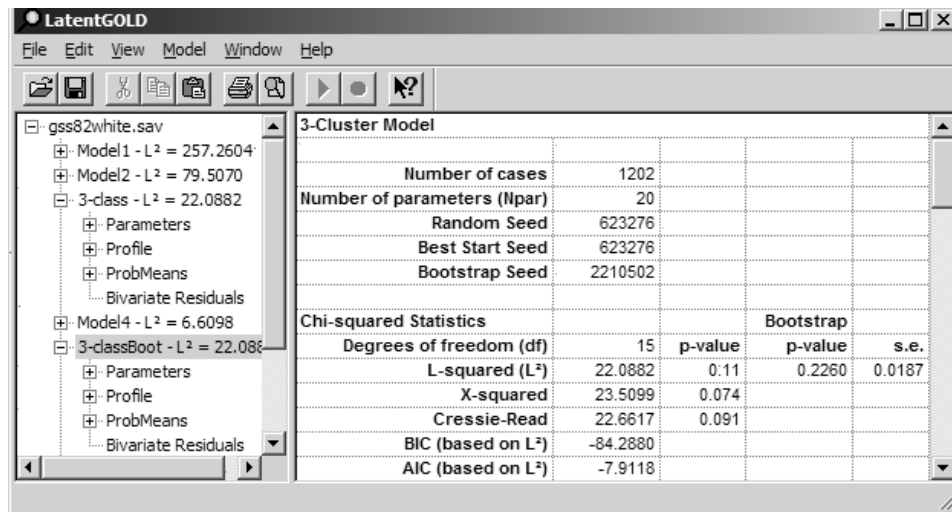 LatentGOLD
File Edit View Model Window Help
gss82white.sav
Model1 - L² = 257.2604
Model2 - L² = 79.5070
3-class - L² = 22.0882
Parameters
Profile
ProbMeans
Bivariate Residuals
Model4 - L² = 6.6098
3-classBoot - L² = 22.088
Parameters
Profile
ProbMeans
Bivariate Residuals
3-Cluster Model
Number of cases 1202
Number of parameters (Npar) 20
Random Seed 623276
Best Start Seed 623276
Bootstrap Seed 2210502
Chi-squared Statistics Bootstrap
Degrees of freedom (df) 15 p-value p-value s.e.
L-squared (L²) 22.0882 0.11 0.2260 0.0187
X-squared 23.5099 0.074
Cressie-Read 22.6617 0.091
BIC (based on L²) -84.2880
AIC (based on L²) -7.9118